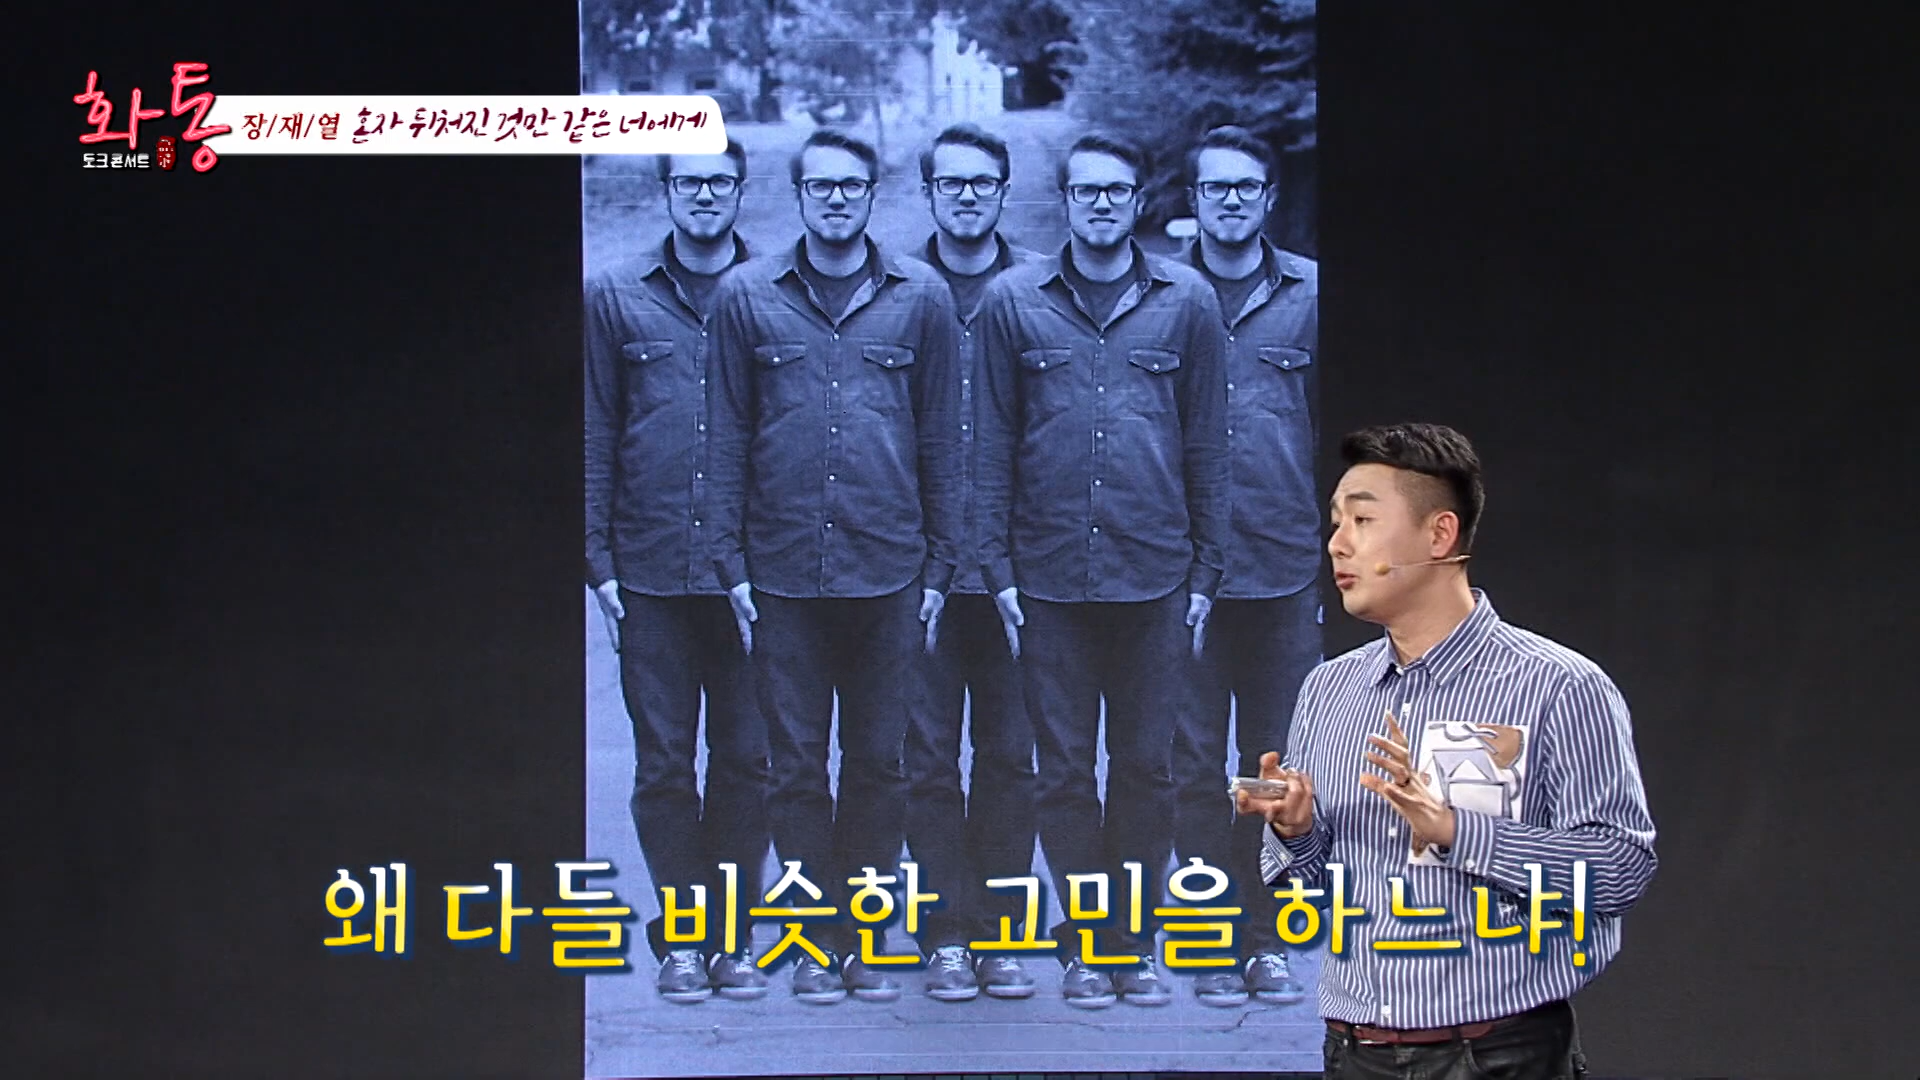 화통
토크 콘서트
장/재/열 혼자 뒤처진 것만 같은 너에게
왜 다들 비슷한 고민을 하느냐!